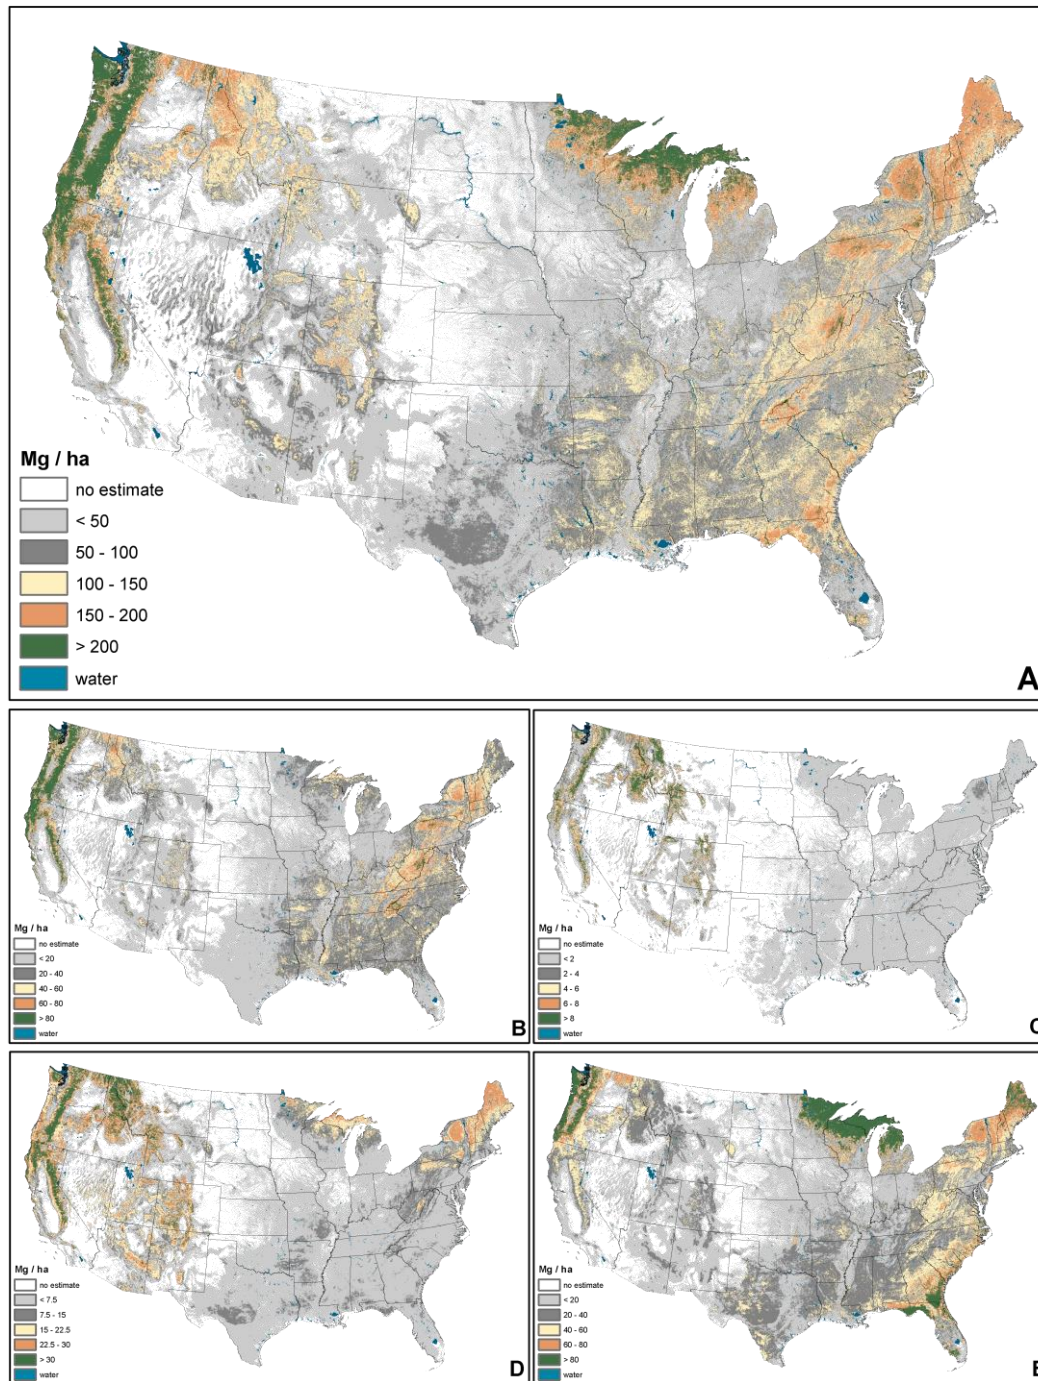 Mg / ha
no estimate
< 50
50 - 100
100 - 150
150 - 200
> 200
water
A
Mg / ha
no estimate
< 20
20 - 40
40 - 60
60 - 80
> 80
water
B
Mg / ha
no estimate
< 2
2 - 4
4 - 6
6 - 8
> 8
water
C
Mg / ha
no estimate
< 7.5
7.5 - 15
15 - 22.5
22.5 - 30
> 30
water
D
Mg / ha
no estimate
< 20
20 - 40
40 - 60
60 - 80
> 80
water
E